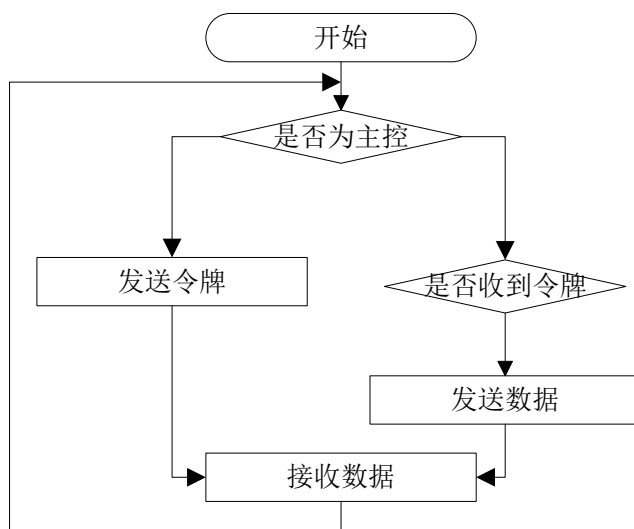 开始
是否为主控
发送令牌
是否收到令牌
发送数据
接收数据